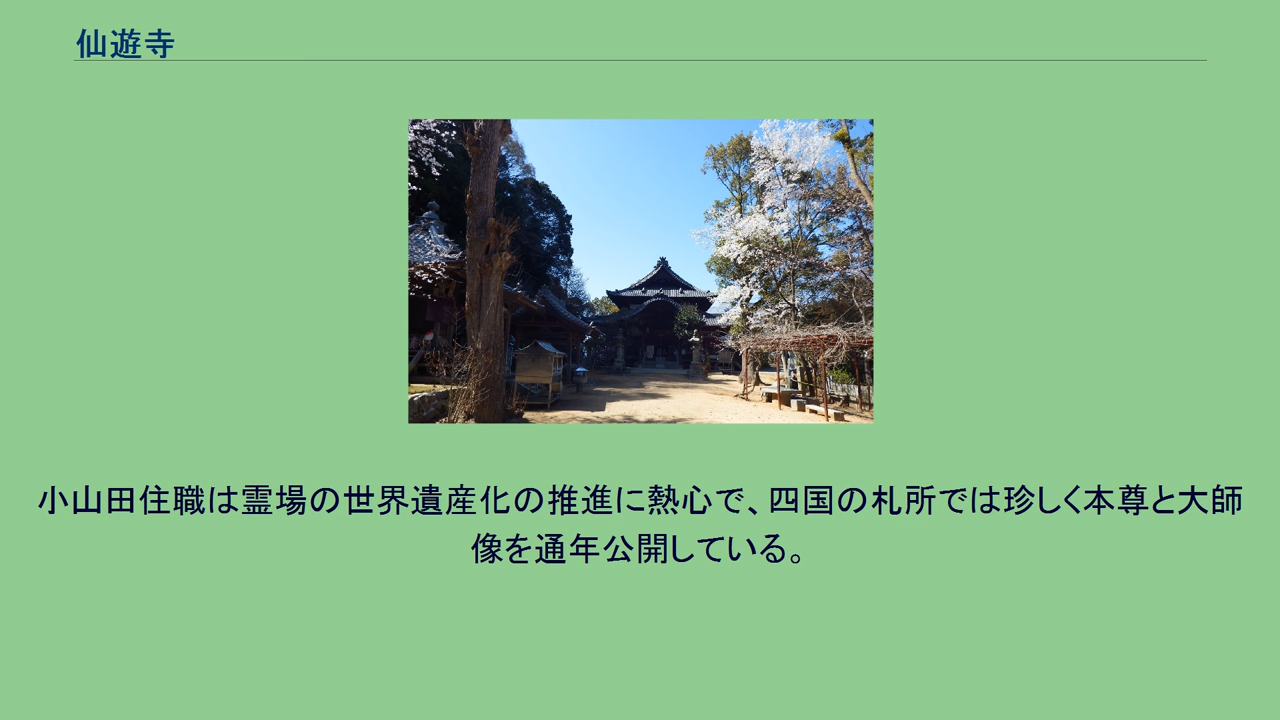 仙遊寺
小山田住職は霊場の世界遺産化の推進に熱心で、四国の札所では珍しく本尊と大師
像を通年公開している。